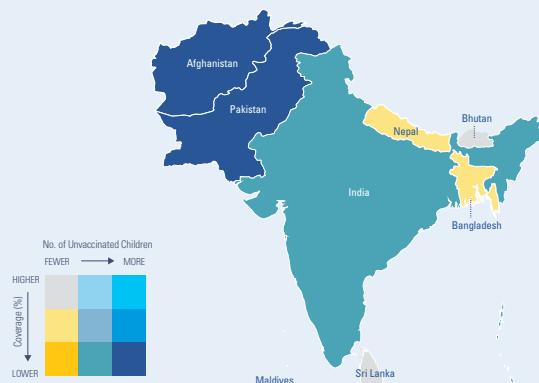 Afghanistan
Pakistan
Nepal
Bhutan
India
Bangladesh
No. of Unvaccinated Children
FEWER
MORE
HIGHER
Coverage (%)
LOWER
Sri Lanka
Maldives